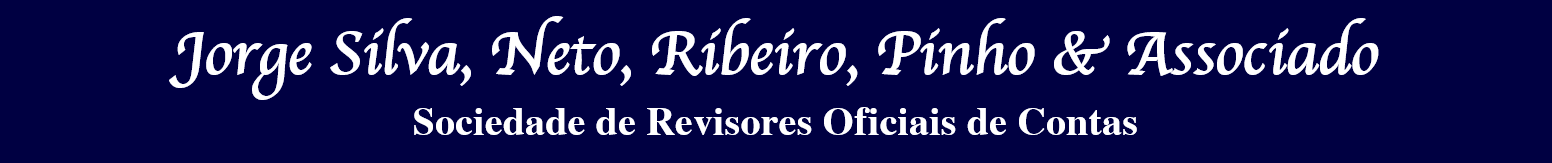 Jorge Silva, Neto, Ribeiro, Pinho & Associado
Sociedade de Revisores Oficiais de Contas